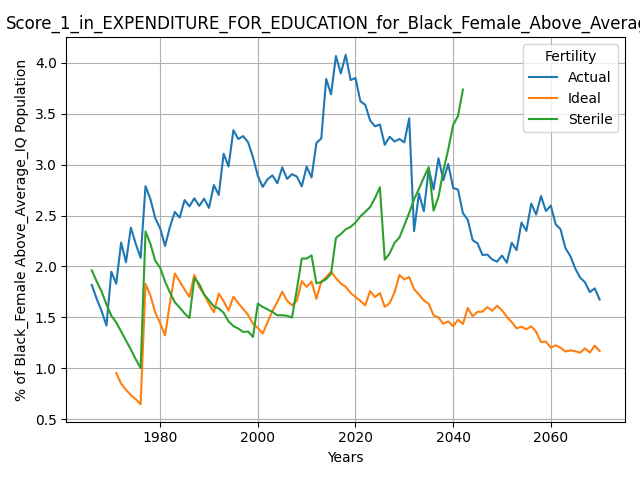 Score_1_in_EXPENDITURE_FOR_EDUCATION_for_Black_Female_Above_Averag
Fertility
Actual
Ideal
Sterile
% of Black_Female Above_Average_IQ Population
4.0
3.5
3.0
2.5
2.0
1.5
1.0
0.5
1980 2000 2020 2040 2060
Years